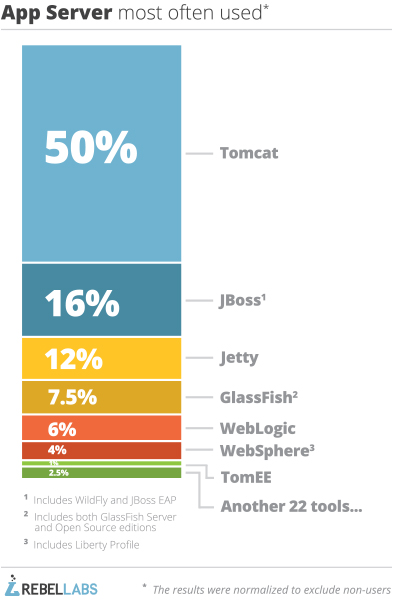 App Server most often used*
50%
Tomcat
16%
JBoss¹
12%
Jetty
7.5%
GlassFish²
6%
WebLogic
4%
WebSphere³
1%
TomEE
2.5%
Another 22 tools...
¹ Includes WildFly and JBoss EAP
² Includes both GlassFish Server
and Open Source editions
³ Includes Liberty Profile
REBELLABS
* The results were normalized to exclude non-users